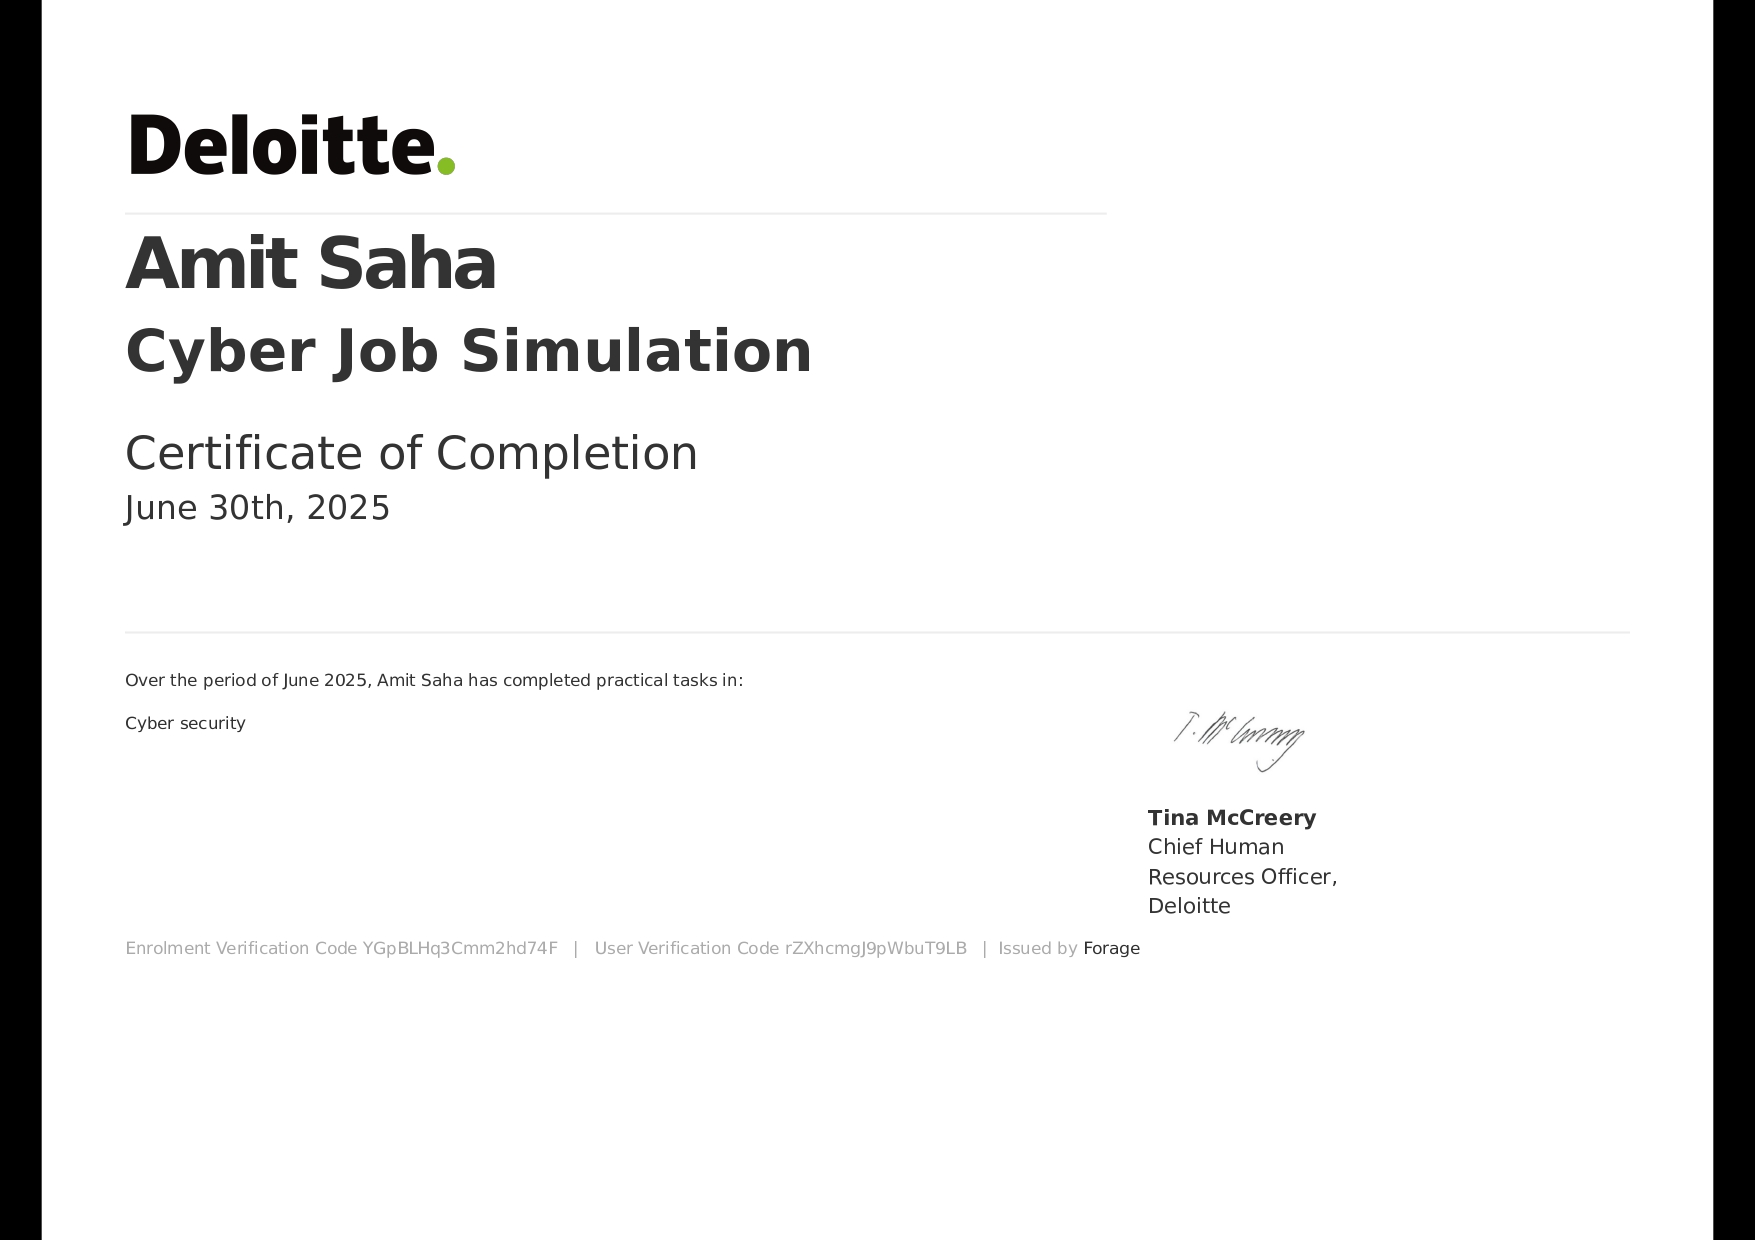 Deloitte.
Amit Saha
Cyber Job Simulation
Certificate of Completion
June 30th, 2025
Over the period of June 2025, Amit Saha has completed practical tasks in:
Cyber security
T. McCreery
Tina McCreery
Chief Human
Resources Officer,
Deloitte
Enrolment Verification Code YGpBLHq3Cmm2hd74F | User Verification Code rZXhcmgJ9pWbuT9LB | Issued by Forage